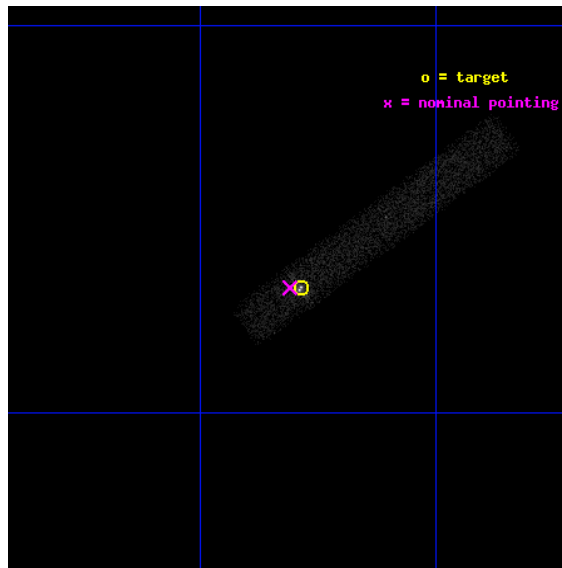 o = target
x = nominal pointing